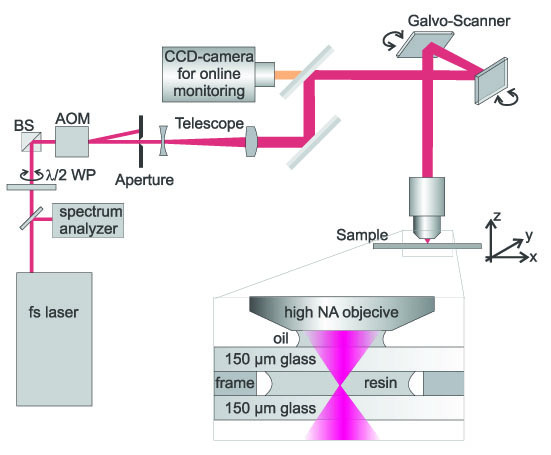 Galvo-Scanner
CCD-camera
for online
monitoring
BS
AOM
Telescope
Aperture
λ/2 WP
spectrum
analyzer
fs laser
Sample
z
y
x
high NA objecive
oil
150 µm glass
frame
resin
150 µm glass